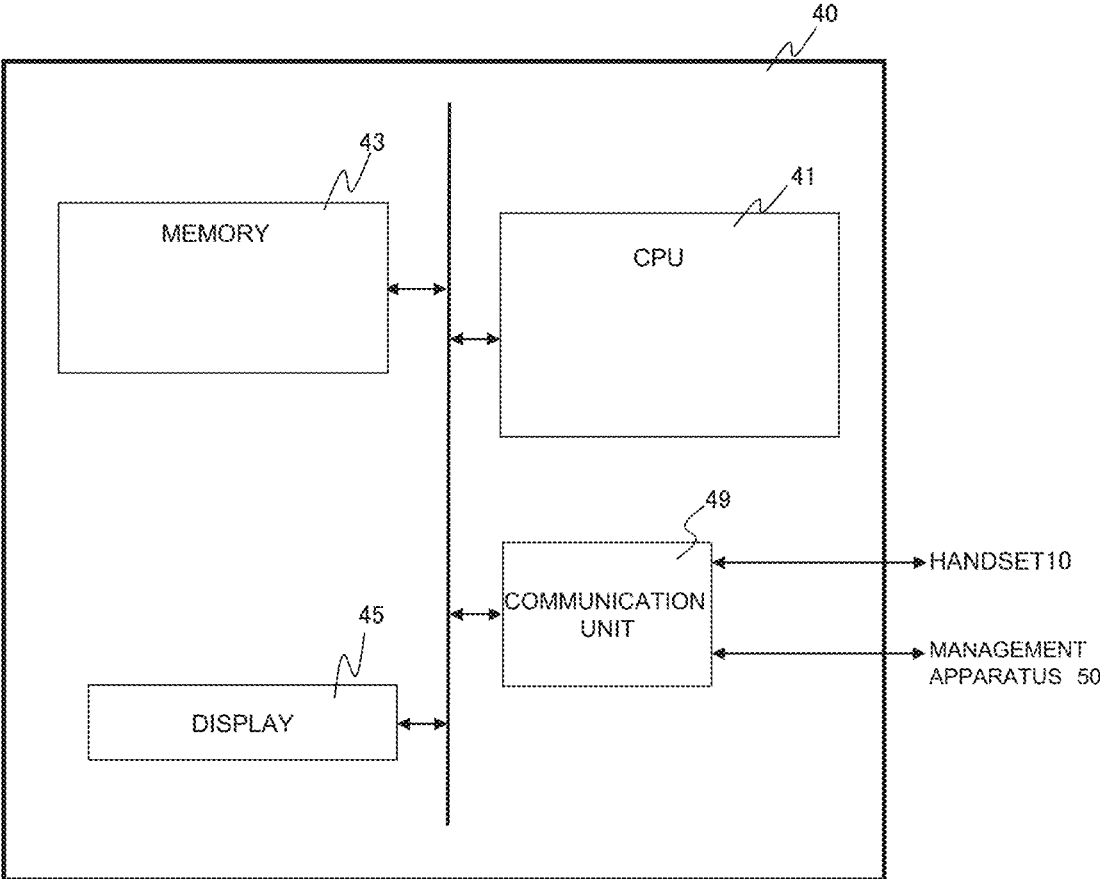 40
43
41
MEMORY
CPU
49
HANDSET10
COMMUNICATION
UNIT
45
MANAGEMENT
APPARATUS 50
DISPLAY